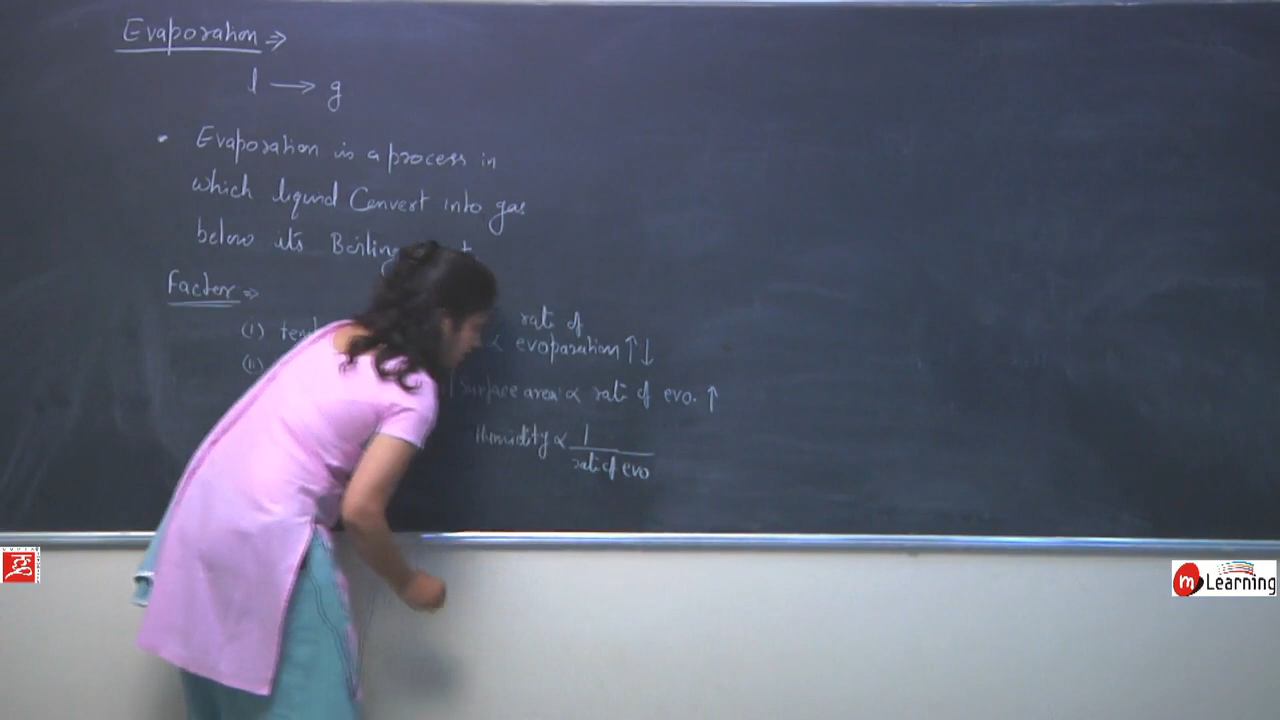 Evaporation ⇒
l → g
• Evaporation is a process in
which liquid Convert into gas
below its Boiling
Factor ⇒
rate of
(i) ∝ evoparation ↑↓
(ii) surface area ∝ rate of evo. ↑
Humidity ∝ 1
rate of evo
m Learning